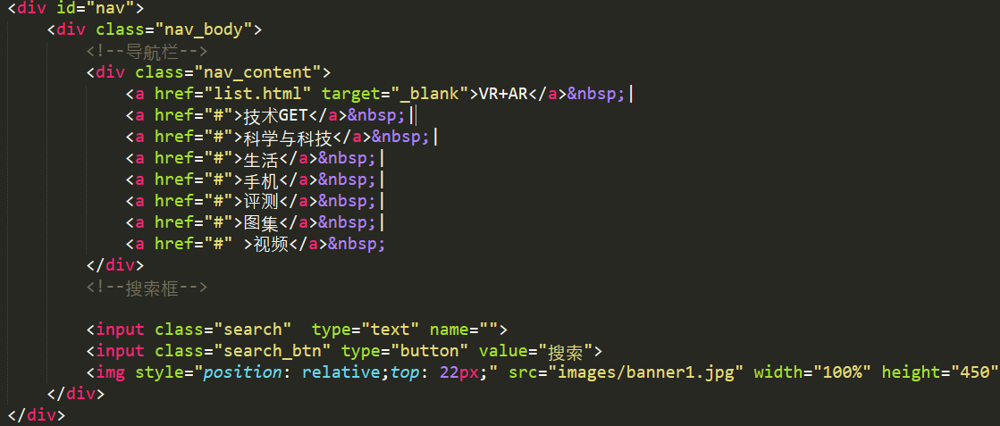 <div id="nav">
<div class="nav_body">
<!--导航栏-->
<div class="nav_content">
<a href="list.html" target="_blank">VR+AR</a>&nbsp;|
<a href="#">技术GET</a>&nbsp;|
<a href="#">科学与科技</a>&nbsp;|
<a href="#">生活</a>&nbsp;|
<a href="#">手机</a>&nbsp;|
<a href="#">评测</a>&nbsp;|
<a href="#">图集</a>&nbsp;|
<a href="#" >视频</a>&nbsp;
</div>
<!--搜索框-->
<input class="search"  type="text" name="">
<input class="search_btn" type="button" value="搜索">
<img style="position: relative;top: 22px;" src="images/banner1.jpg" width="100%" height="450"
</div>
</div>